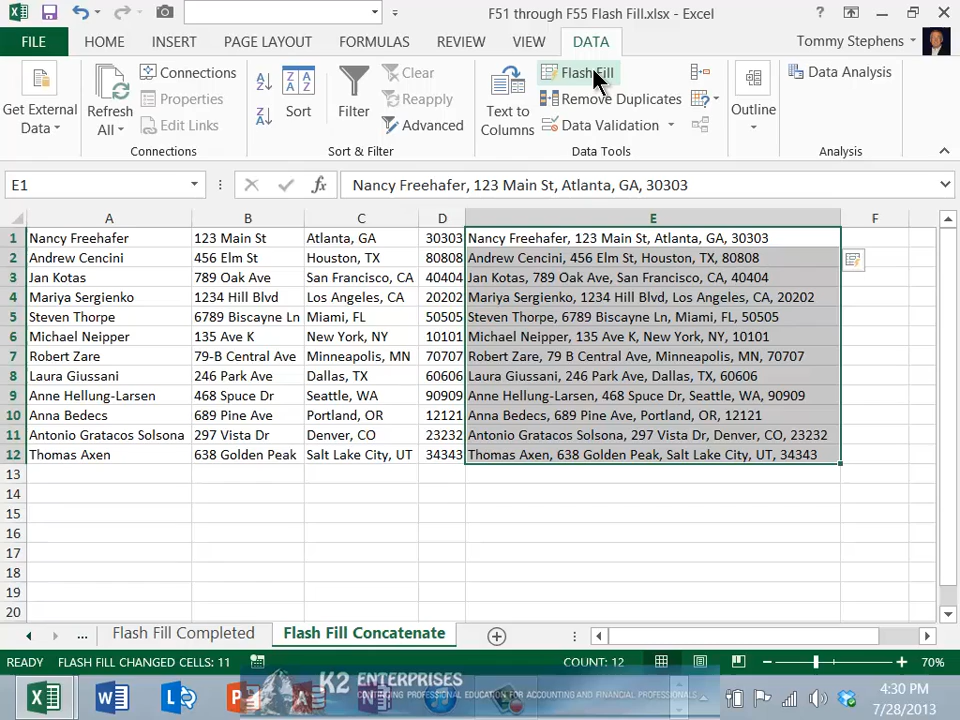 F51 through F55 Flash Fill.xlsx - Excel
?
FILE HOME INSERT PAGE LAYOUT FORMULAS REVIEW VIEW DATA Tommy Stephens
Get External Data
Refresh All
Connections
Properties
Edit Links
Connections
Sort
Filter
Clear
Reapply
Advanced
Sort & Filter
Text to Columns
Flash Fill
Remove Duplicates
Data Validation
Data Tools
Outline
Data Analysis
Analysis
E1 fx Nancy Freehafer, 123 Main St, Atlanta, GA, 30303
A B C D E F
1 Nancy Freehafer 123 Main St Atlanta, GA 30303 Nancy Freehafer, 123 Main St, Atlanta, GA, 30303
2 Andrew Cencini 456 Elm St Houston, TX 80808 Andrew Cencini, 456 Elm St, Houston, TX, 80808
3 Jan Kotas 789 Oak Ave San Francisco, CA 40404 Jan Kotas, 789 Oak Ave, San Francisco, CA, 40404
4 Mariya Sergienko 1234 Hill Blvd Los Angeles, CA 20202 Mariya Sergienko, 1234 Hill Blvd, Los Angeles, CA, 20202
5 Steven Thorpe 6789 Biscayne Ln Miami, FL 50505 Steven Thorpe, 6789 Biscayne Ln, Miami, FL, 50505
6 Michael Neipper 135 Ave K New York, NY 10101 Michael Neipper, 135 Ave K, New York, NY, 10101
7 Robert Zare 79-B Central Ave Minneapolis, MN 70707 Robert Zare, 79 B Central Ave, Minneapolis, MN, 70707
8 Laura Giussani 246 Park Ave Dallas, TX 60606 Laura Giussani, 246 Park Ave, Dallas, TX, 60606
9 Anne Hellung-Larsen 468 Spuce Dr Seattle, WA 90909 Anne Hellung-Larsen, 468 Spuce Dr, Seattle, WA, 90909
10 Anna Bedecs 689 Pine Ave Portland, OR 12121 Anna Bedecs, 689 Pine Ave, Portland, OR, 12121
11 Antonio Gratacos Solsona 297 Vista Dr Denver, CO 23232 Antonio Gratacos Solsona, 297 Vista Dr, Denver, CO, 23232
12 Thomas Axen 638 Golden Peak Salt Lake City, UT 34343 Thomas Axen, 638 Golden Peak, Salt Lake City, UT, 34343
13
14
15
16
17
18
19
20
... Flash Fill Completed Flash Fill Concatenate
READY FLASH FILL CHANGED CELLS: 11 COUNT: 12 70%
K2 ENTERPRISES
CONTINUING PROFESSIONAL EDUCATION FOR ACCOUNTING AND FINANCIAL PROFESSIONALS
4:30 PM
7/28/2013